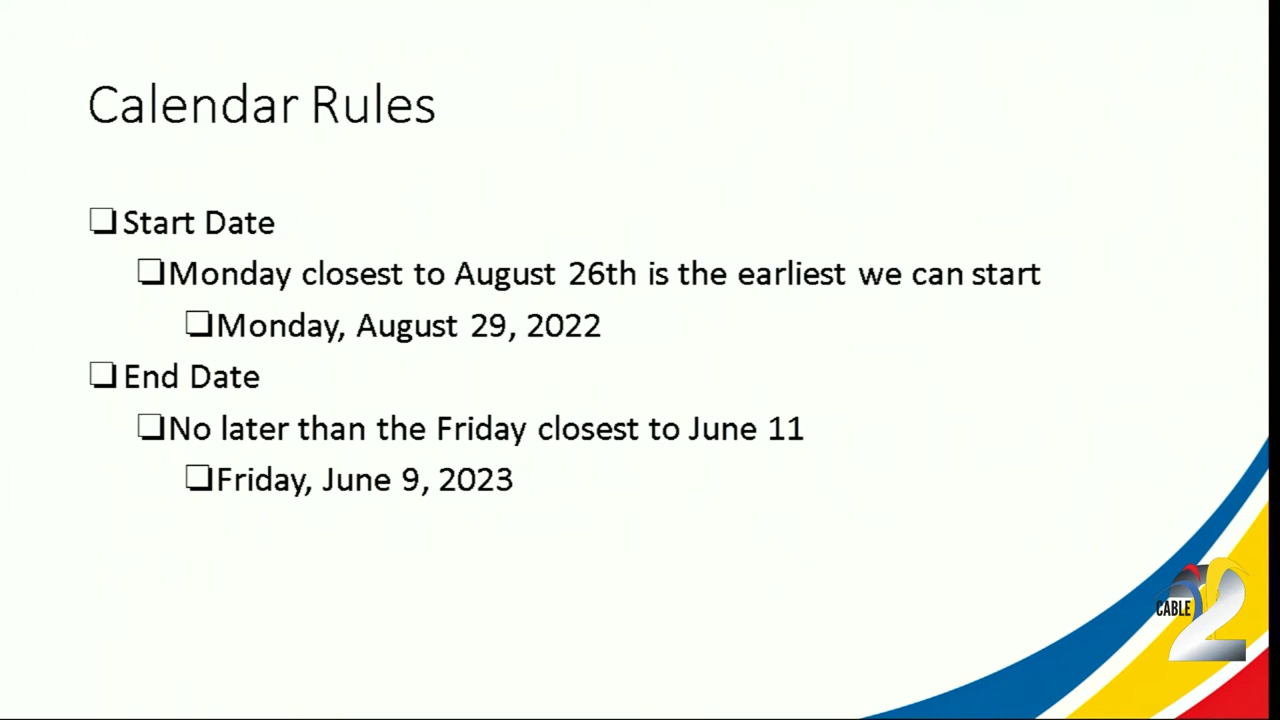 Calendar Rules
Start Date
Monday closest to August 26th is the earliest we can start
Monday, August 29, 2022
End Date
No later than the Friday closest to June 11
Friday, June 9, 2023
CABLE 22